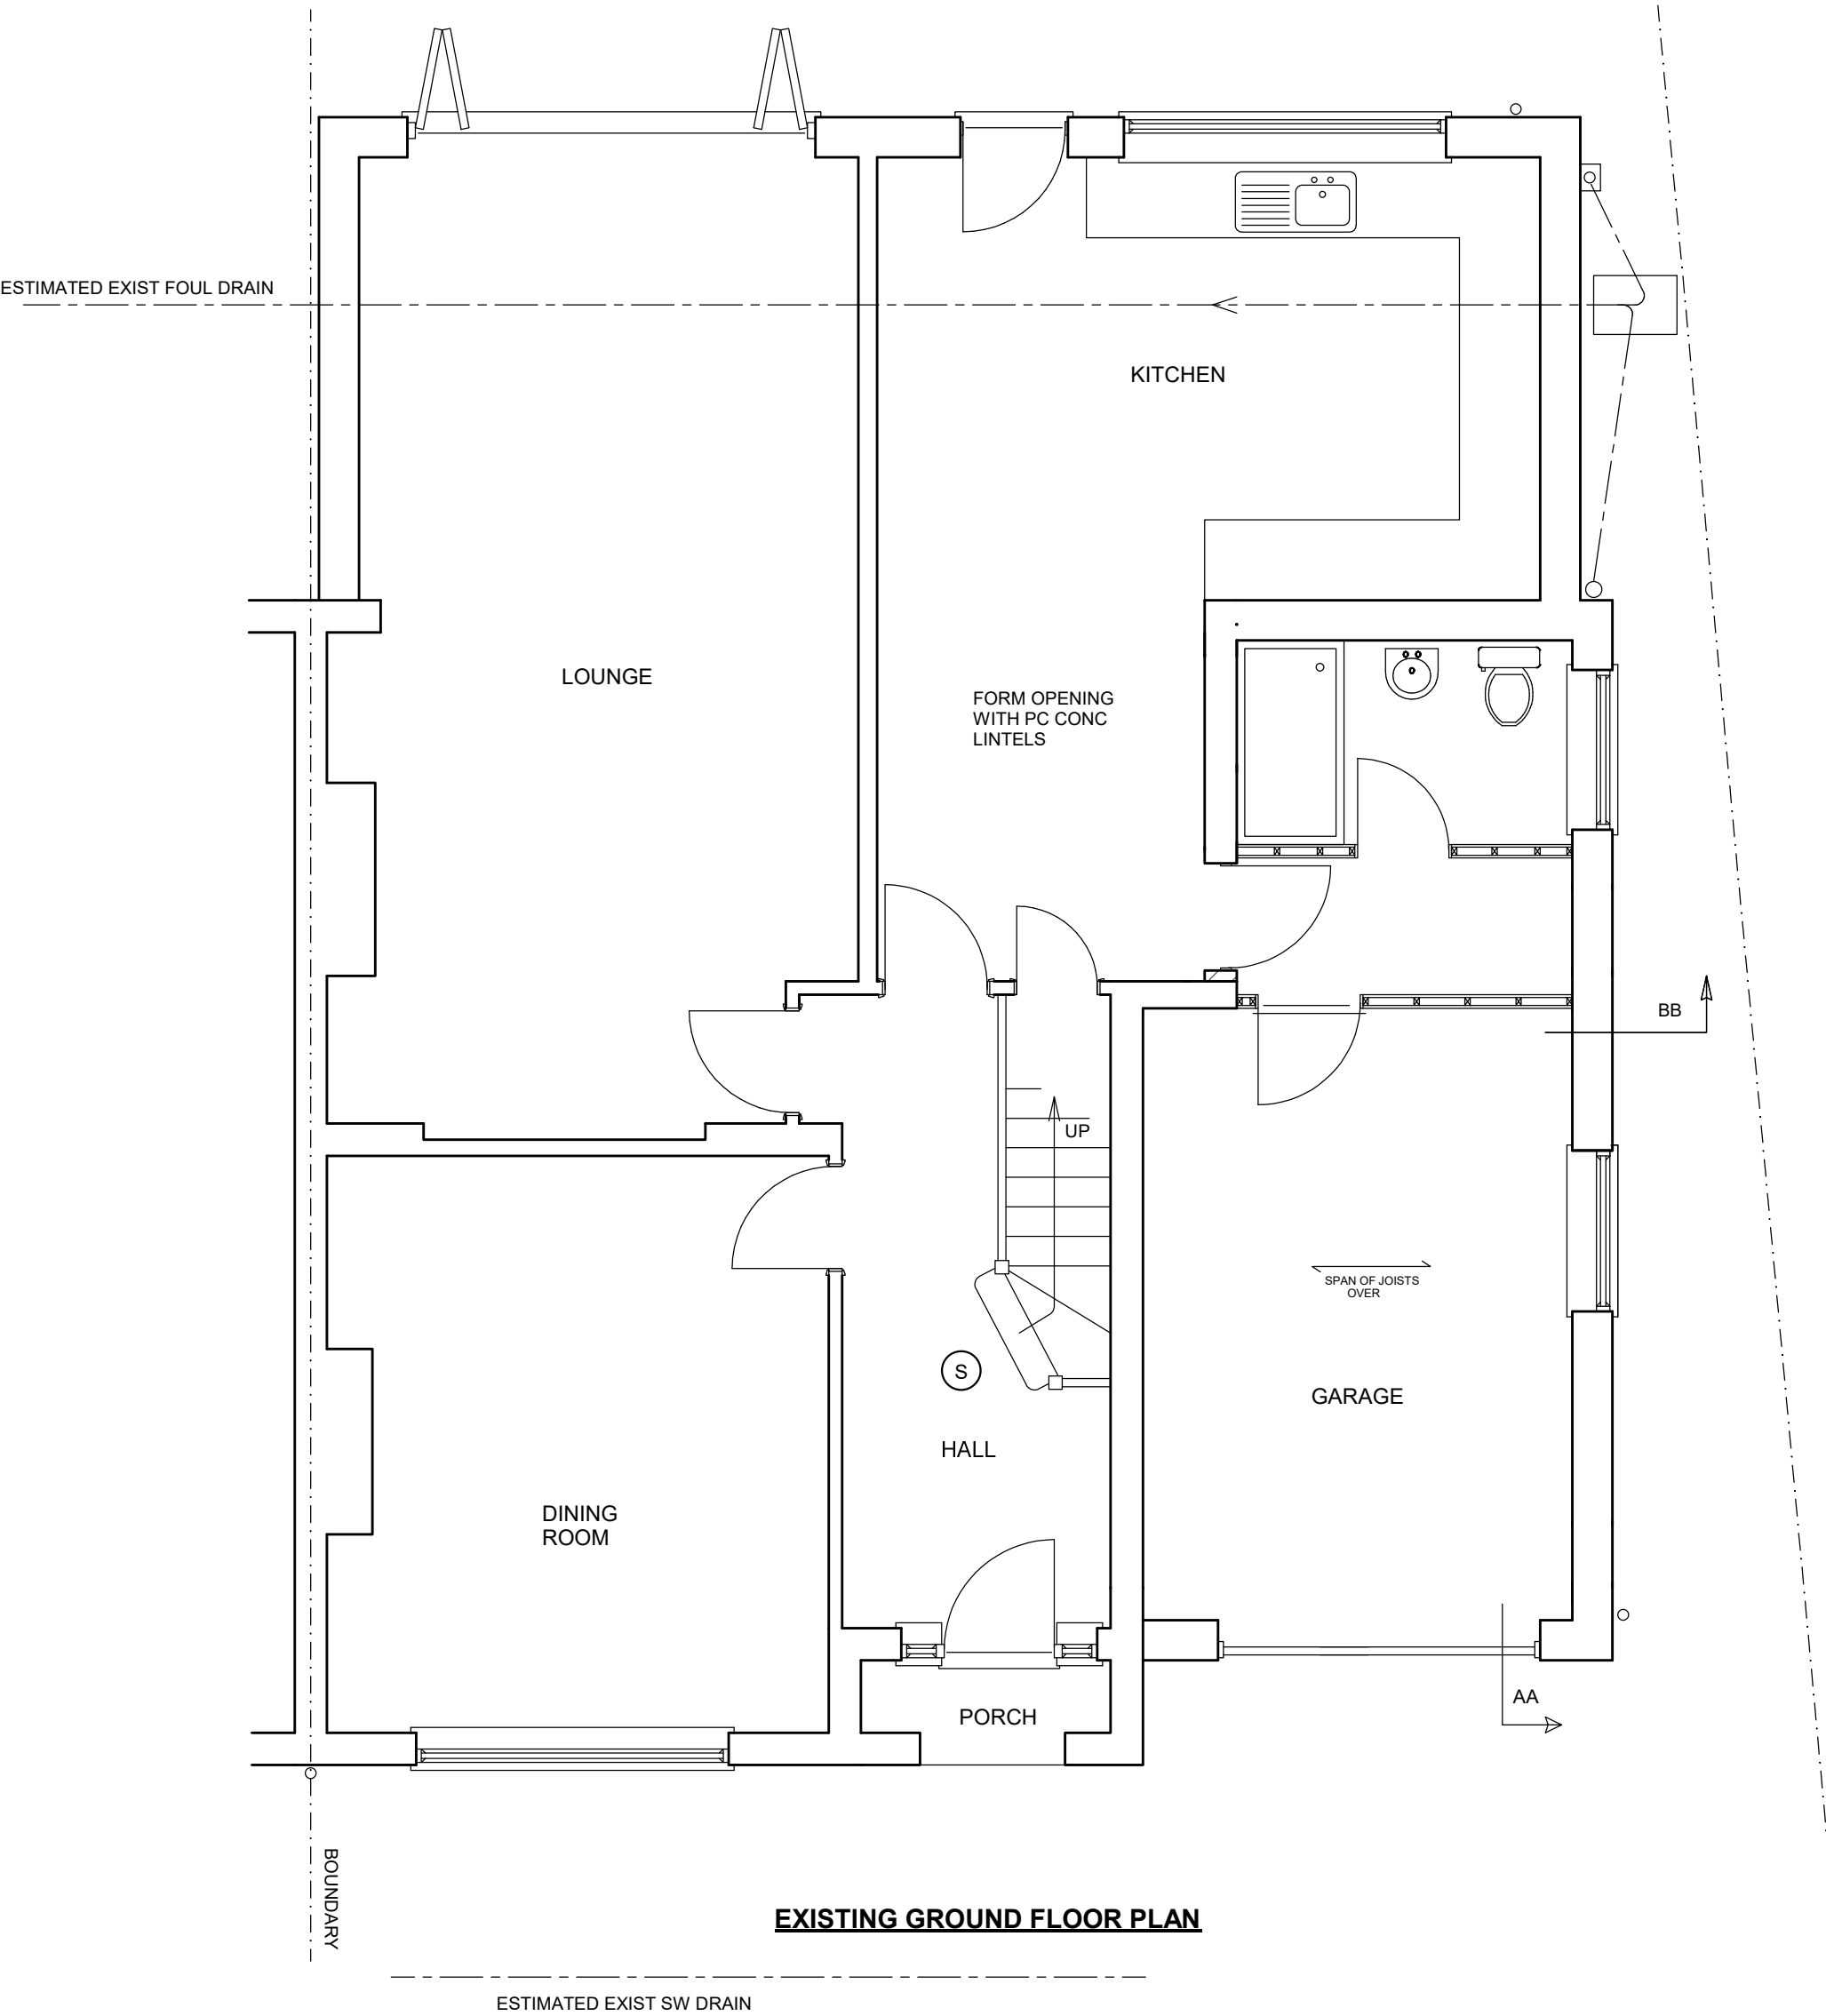 ESTIMATED EXIST FOUL DRAIN
KITCHEN
LOUNGE
FORM OPENING
WITH PC CONC
LINTELS
BB
UP
SPAN OF JOISTS
OVER
S
GARAGE
HALL
DINING
ROOM
AA
PORCH
BOUNDARY
EXISTING GROUND FLOOR PLAN
ESTIMATED EXIST SW DRAIN